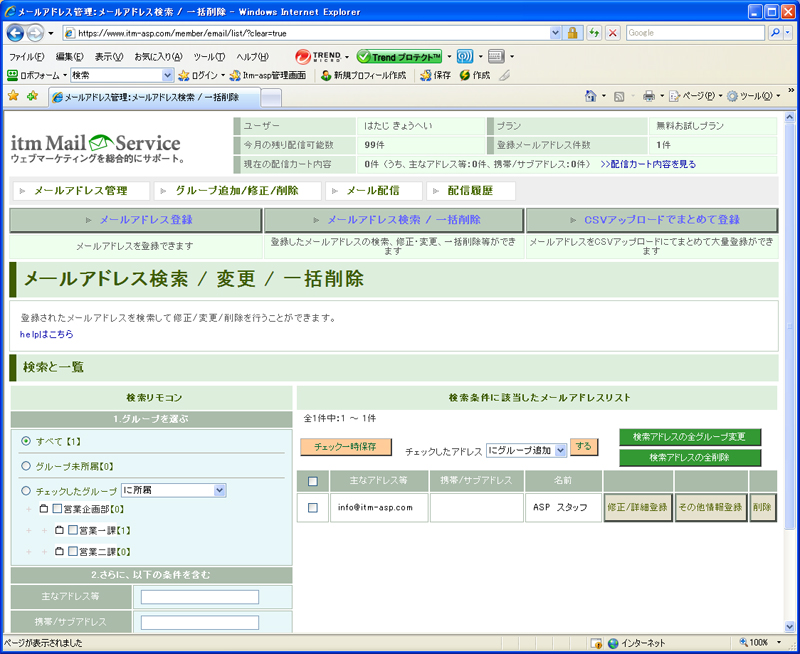 メールアドレス管理:メールアドレス検索 / 一括削除 - Windows Internet Explorer
https://www.itm-asp.com/member/email/list/?clear=true
Google
ファイル(F) 編集(E) 表示(V) お気に入り(A) ツール(T) ヘルプ(H)
TREND MICRO Trend プロテクト™
ロボフォーム 検索 ログイン Itm-asp管理画面 新規プロフィール作成 保存 作成
メールアドレス管理:メールアドレス検索 / 一括削除
ページ(P) ツール(O)
itm Mail Service
ウェブマーケティングを総合的にサポート。
ユーザー はたじ きょうへい プラン 無料お試しプラン
今月の残り配信可能数 99件 登録メールアドレス件数 1件
現在の配信カート内容 0件（うち、主なアドレス等:0件、携帯/サブアドレス:0件） >>配信カート内容を見る
メールアドレス管理 グループ追加/修正/削除 メール配信 配信履歴
メールアドレス登録 メールアドレス検索 / 一括削除 CSVアップロードでまとめて登録
メールアドレスを登録できます
登録したメールアドレスの検索、修正・変更、一括削除等ができます
メールアドレスをCSVアップロードにてまとめて大量登録ができます
メールアドレス検索 / 変更 / 一括削除
登録されたメールアドレスを検索して修正/変更/削除を行うことができます。
helpはこちら
検索と一覧
検索リモコン
1.グループを選ぶ
すべて【1】
グループ未所属【0】
チェックしたグループ に所属
営業企画部【0】
営業一課【1】
営業二課【0】
2.さらに、以下の条件を含む
主なアドレス等
携帯/サブアドレス
検索条件に該当したメールアドレスリスト
全1件中:1 ～ 1件
チェック一時保存 チェックしたアドレス にグループ追加 する
検索アドレスの全グループ変更
検索アドレスの全削除
主なアドレス等 携帯/サブアドレス 名前
info@itm-asp.com ASP スタッフ 修正/詳細登録 その他情報登録 削除
ページが表示されました インターネット 100%